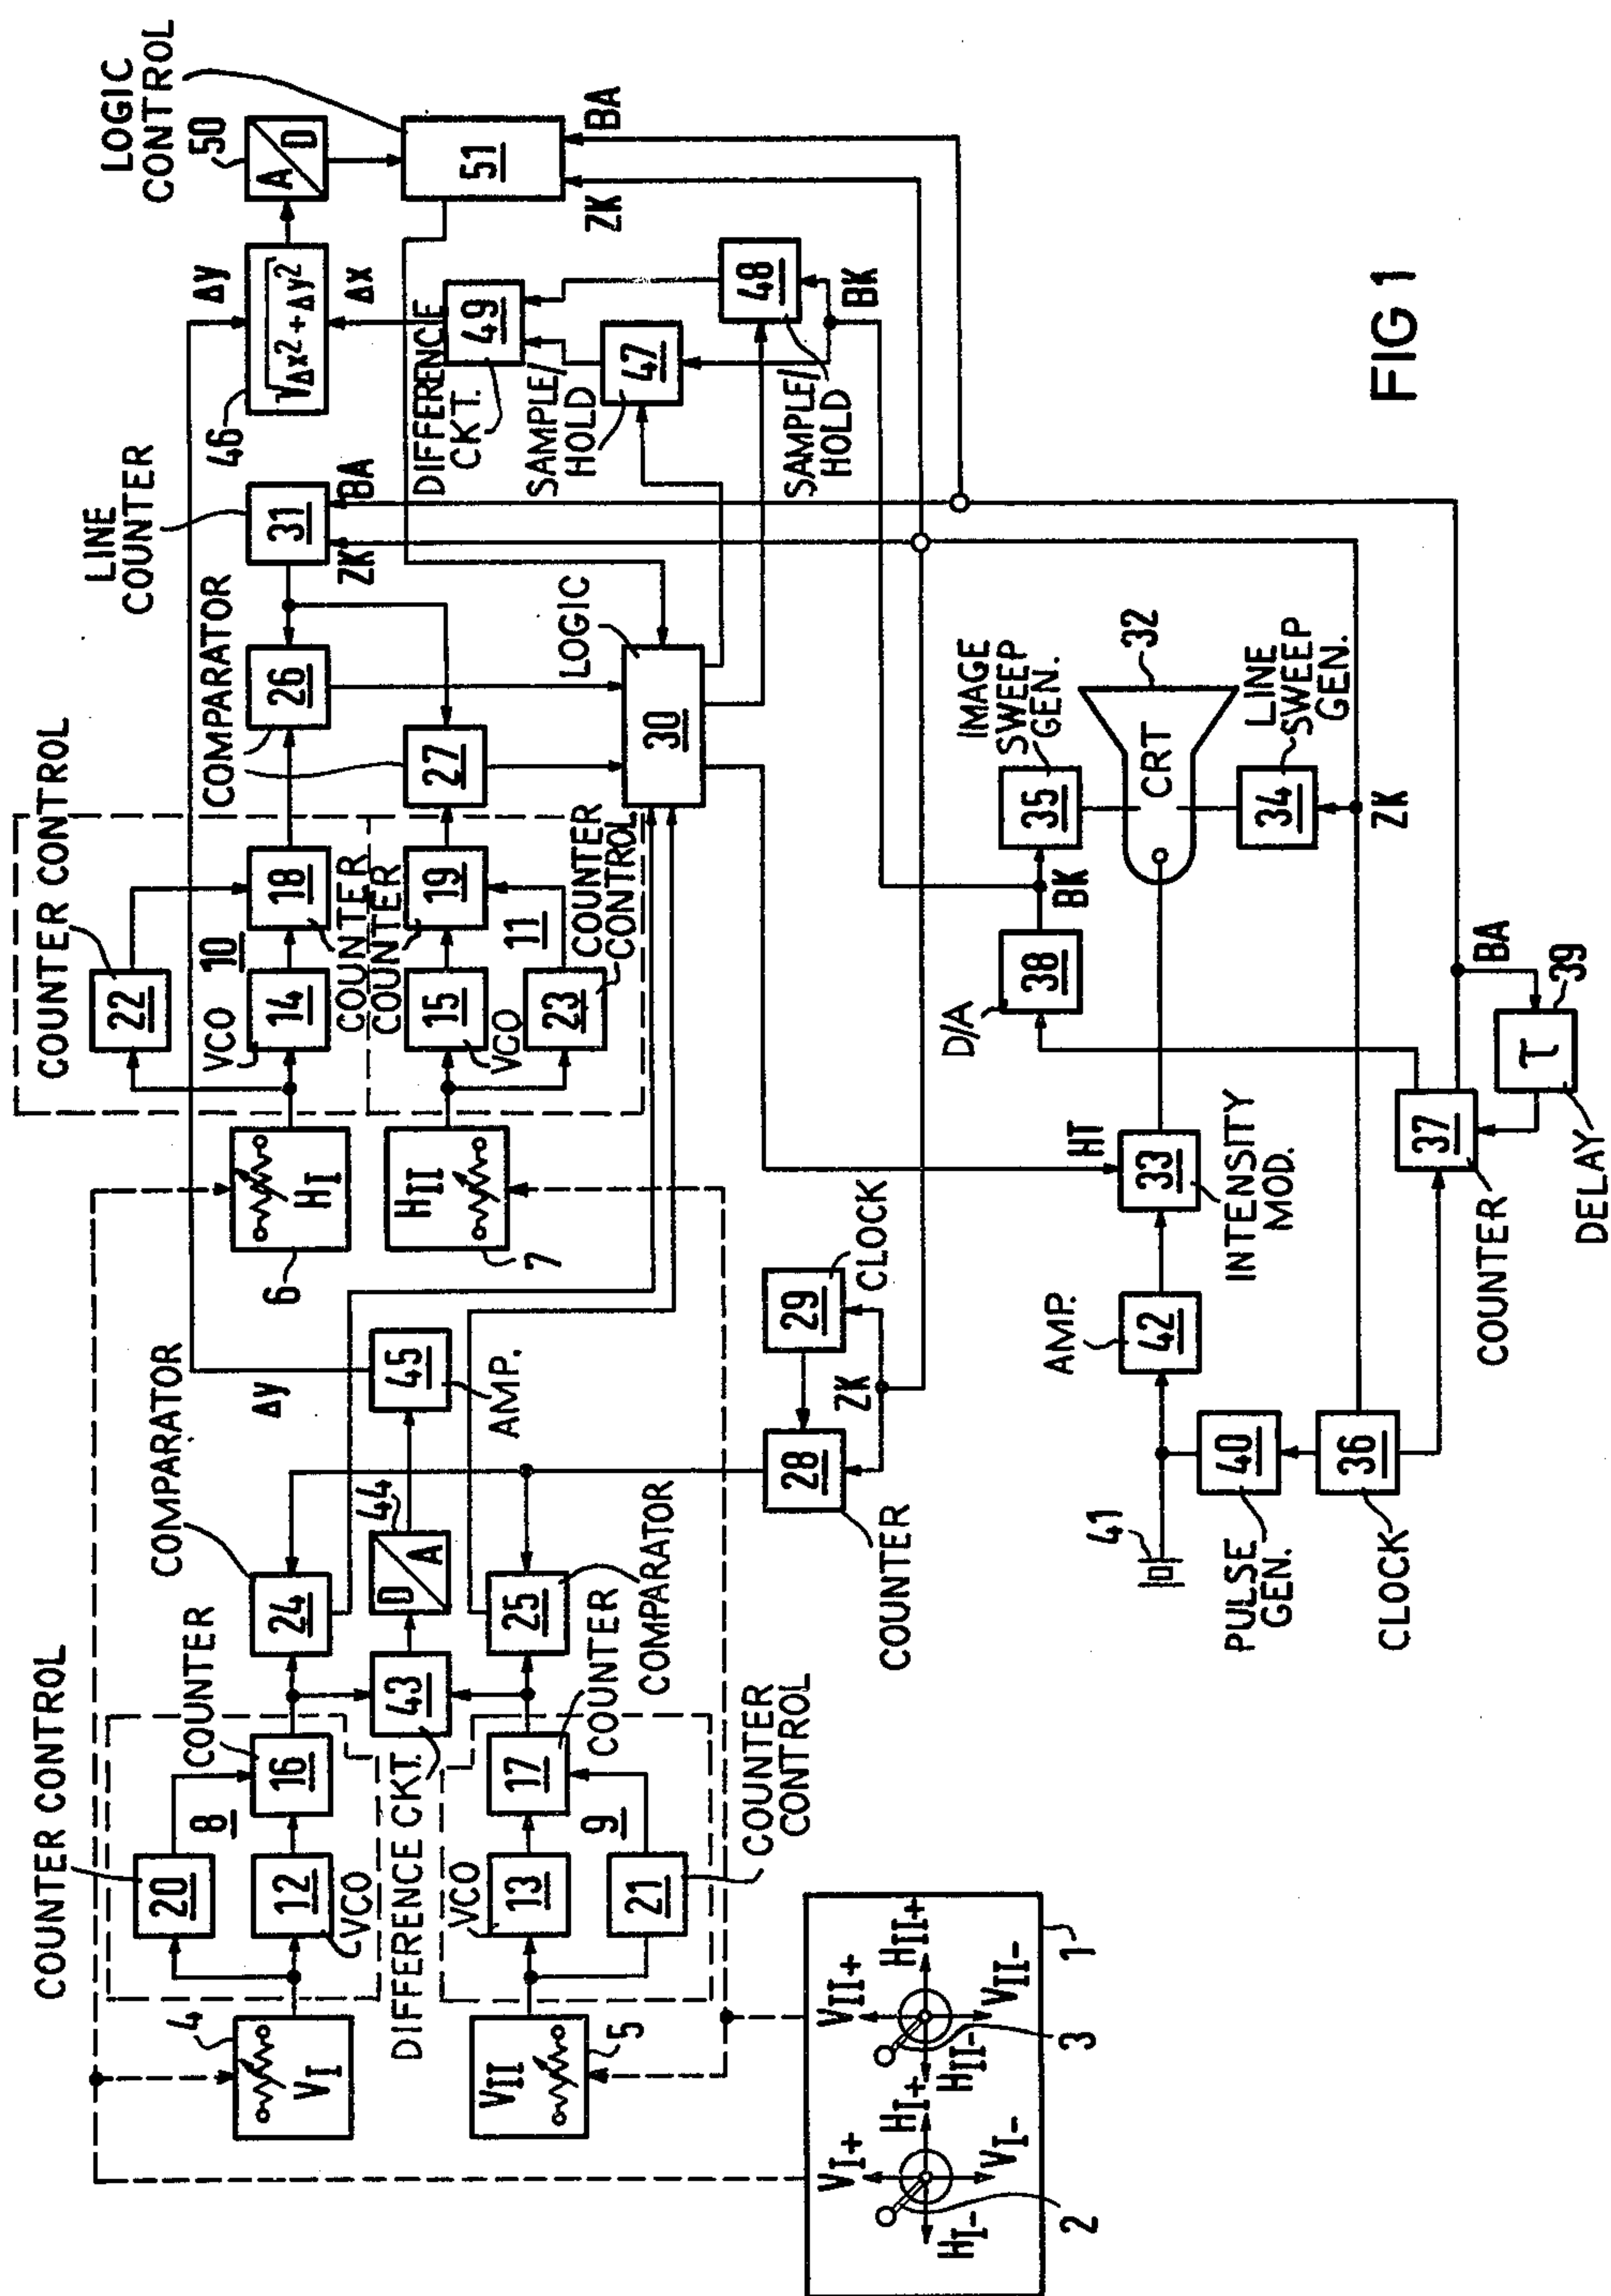 COUNTER CONTROL
20
8
COUNTER
16
12
VCO
4
VI
COMPARATOR
24
DIFFERENCE CKT.
43
44
D
A
45
AMP.
Δy
VII
5
VCO
13
17
9
21
COUNTER
25
COMPARATOR
COUNTER
CONTROL
COUNTER CONTROL
22
10
VCO
14
18
COUNTER
6
HI
HII
7
COUNTER
15
19
VCO
11
23
COUNTER
CONTROL
COMPARATOR
26
27
LINE
COUNTER
31
ZK
BA
LOGIC
30
46
√Δx2 + Δy2
Δy
Δx
50
A
D
LOGIC
CONTROL
51
ZK
BA
DIFFERENCE
CKT.
49
SAMPLE/
HOLD
47
48
SAMPLE/
HOLD
BK
28
COUNTER
29
CLOCK
ZK
VI+
HI+
HI-
VI-
2
VII+
HII+
HII-
VII-
3
1
41
PULSE
GEN.
40
CLOCK
36
AMP.
42
HT
33
INTENSITY
MOD.
D/A
38
BK
IMAGE
SWEEP
GEN.
35
CRT
32
34
LINE
SWEEP
GEN.
ZK
COUNTER
37
BA
τ
39
DELAY
FIG 1